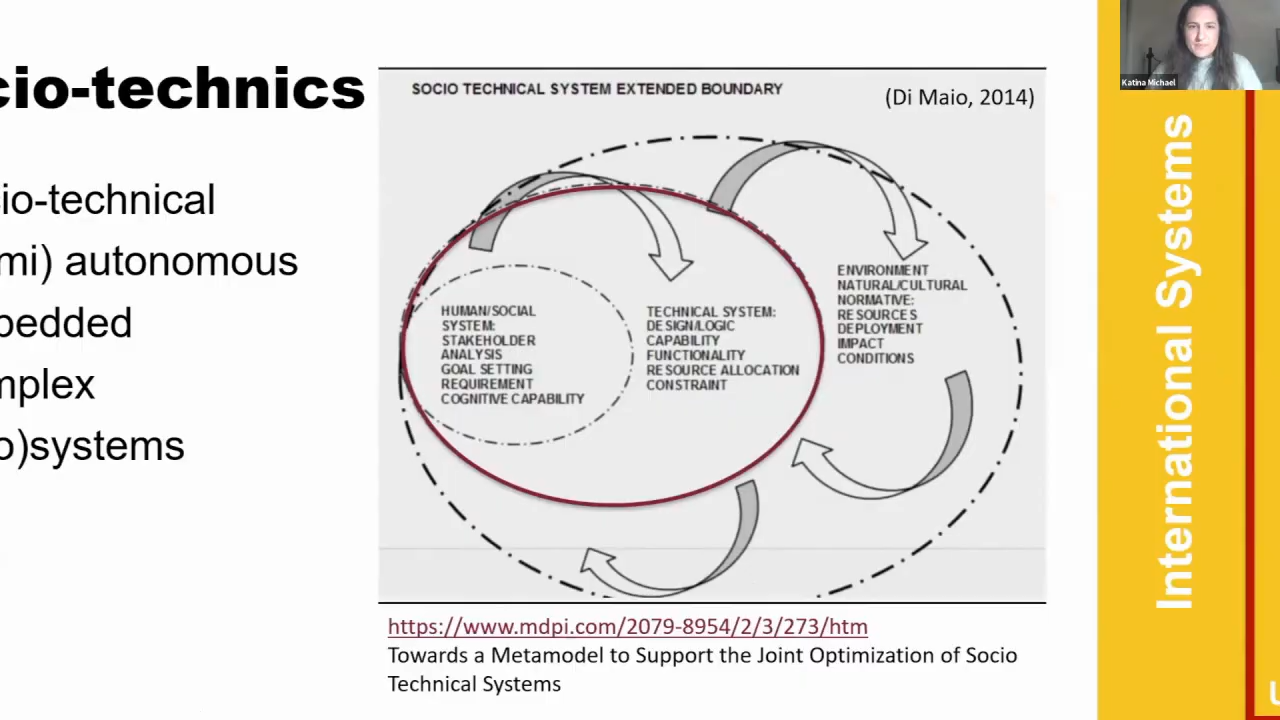 cio-technics
io-technical
mi) autonomous
bedded
mplex
o)systems
SOCIO TECHNICAL SYSTEM EXTENDED BOUNDARY
(Di Maio, 2014)
HUMAN/SOCIAL
SYSTEM:
STAKEHOLDER
ANALYSIS
GOAL SETTING
REQUIREMENT
COGNITIVE CAPABILITY
TECHNICAL SYSTEM:
DESIGN/LOGIC
CAPABILITY
FUNCTIONALITY
RESOURCE ALLOCATION
CONSTRAINT
ENVIRONMENT
NATURAL/CULTURAL
NORMATIVE:
RESOURCES
DEPLOYMENT
IMPACT
CONDITIONS
https://www.mdpi.com/2079-8954/2/3/273/htm
Towards a Metamodel to Support the Joint Optimization of Socio
Technical Systems
Katina Michael
International Systems